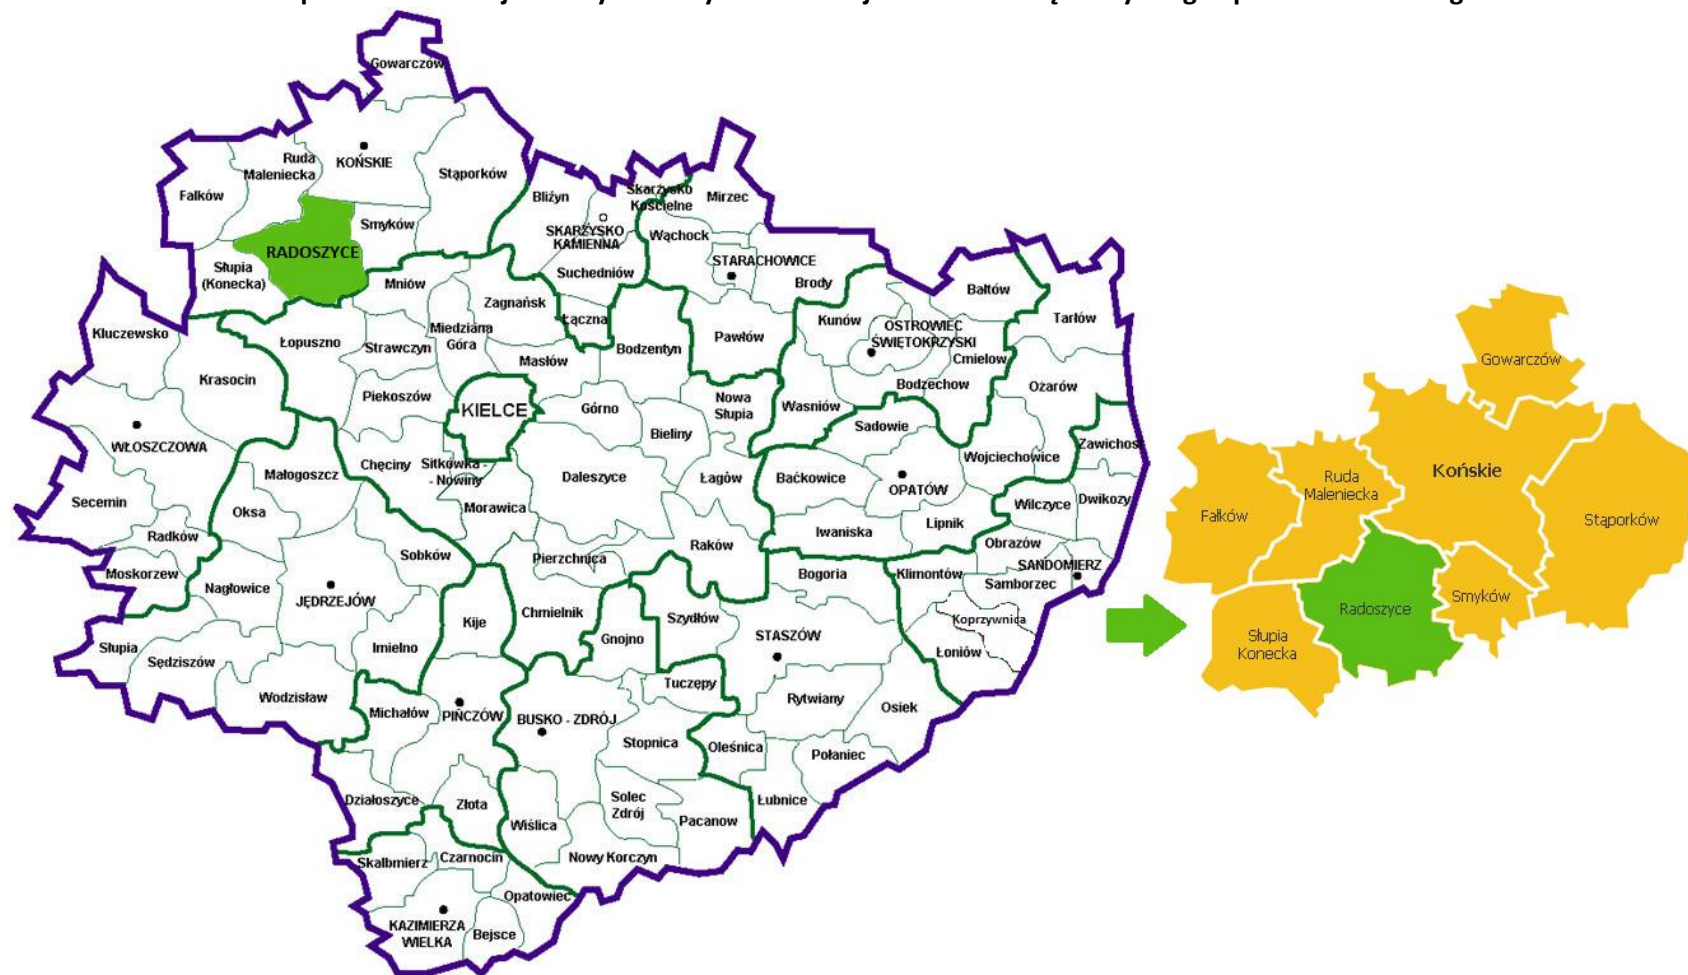 Gowarczów
KOŃSKIE
Ruda
Maleniecka
Stąporków
Falków
Smyków
RADOSZYCE
Słupia
(Konecka)
Bliżyn
Skarżysko
Kościelne
Mirzec
SKARŻYSKO
KAMIENNA
Wąchock
Suchedniów
STARACHOWICE
Brody
Mniów
Zagnańsk
Łączna
Kluczewsko
Łopuszno
Strawczyn
Miedziana
Góra
Masłów
Bodzentyn
Pawłów
Kunów
OSTROWIEC
ŚWIĘTOKRZYSKI
Bałtów
Tarłów
Cmielow
Bodzechow
Ożarów
Krasocin
Piekoszów
KIELCE
Górno
Nowa
Słupia
Wasniów
Bieliny
Sadowie
WŁOSZCZOWA
Chęciny
Sitkówka -
- Nowiny
Daleszyce
Łagów
Baćkowice
OPATÓW
Wojciechowice
Zawichost
Małogoszcz
Secemin
Oksa
Morawica
Iwaniska
Lipnik
Wilczyce
Dwikozy
Radków
Sobków
Pierzchnica
Raków
Obrazów
SANDOMIERZ
Moskorzew
Nagłowice
JĘDRZEJÓW
Bogoria
Klimontów
Samborzec
Kije
Chmielnik
Gnojno
Szydłów
STASZÓW
Koprzywnica
Łoniów
Słupia
Sędziszów
Imielno
Wodzisław
Michałów
PIŃCZÓW
BUSKO - ZDRÓJ
Tuczępy
Rytwiany
Osiek
Stopnica
Oleśnica
Połaniec
Działoszyce
Złota
Wiślica
Solec
Zdrój
Pacanow
Łubnice
Skalbmierz
Czarnocin
Nowy Korczyn
Opatowiec
KAZIMIERZA
WIELKA
Bejsce
Gowarczów
Końskie
Ruda
Maleniecka
Fałków
Stąporków
Radoszyce
Smyków
Słupia
Konecka